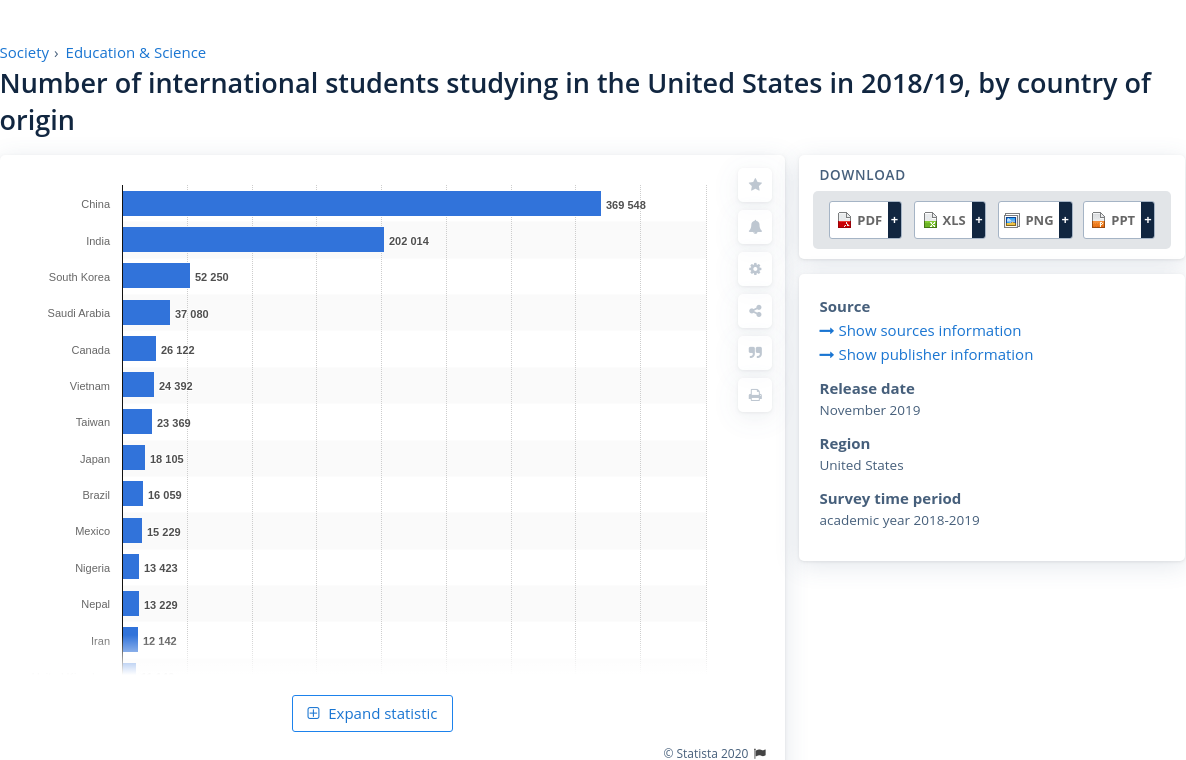 Society › Education & Science
Number of international students studying in the United States in 2018/19, by country of
origin
China 369 548
India 202 014
South Korea 52 250
Saudi Arabia 37 080
Canada 26 122
Vietnam 24 392
Taiwan 23 369
Japan 18 105
Brazil 16 059
Mexico 15 229
Nigeria 13 423
Nepal 13 229
Iran 12 142
Expand statistic
© Statista 2020
DOWNLOAD
PDF + XLS + PNG + PPT +
Source
Show sources information
Show publisher information
Release date
November 2019
Region
United States
Survey time period
academic year 2018-2019